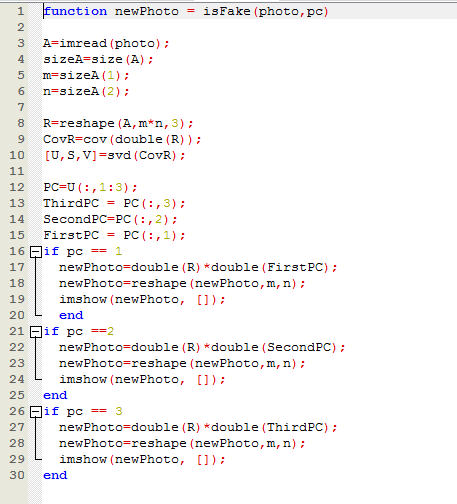 1 function newPhoto = isFake(photo,pc)
2
3 A=imread(photo);
4 sizeA=size(A);
5 m=sizeA(1);
6 n=sizeA(2);
7
8 R=reshape(A,m*n,3);
9 CovR=cov(double(R));
10 [U,S,V]=svd(CovR);
11
12 PC=U(:,1:3);
13 ThirdPC = PC(:,3);
14 SecondPC=PC(:,2);
15 FirstPC = PC(:,1);
16 if pc == 1
17 newPhoto=double(R)*double(FirstPC);
18 newPhoto=reshape(newPhoto,m,n);
19 imshow(newPhoto, []);
20 end
21 if pc ==2
22 newPhoto=double(R)*double(SecondPC);
23 newPhoto=reshape(newPhoto,m,n);
24 imshow(newPhoto, []);
25 end
26 if pc == 3
27 newPhoto=double(R)*double(ThirdPC);
28 newPhoto=reshape(newPhoto,m,n);
29 imshow(newPhoto, []);
30 end